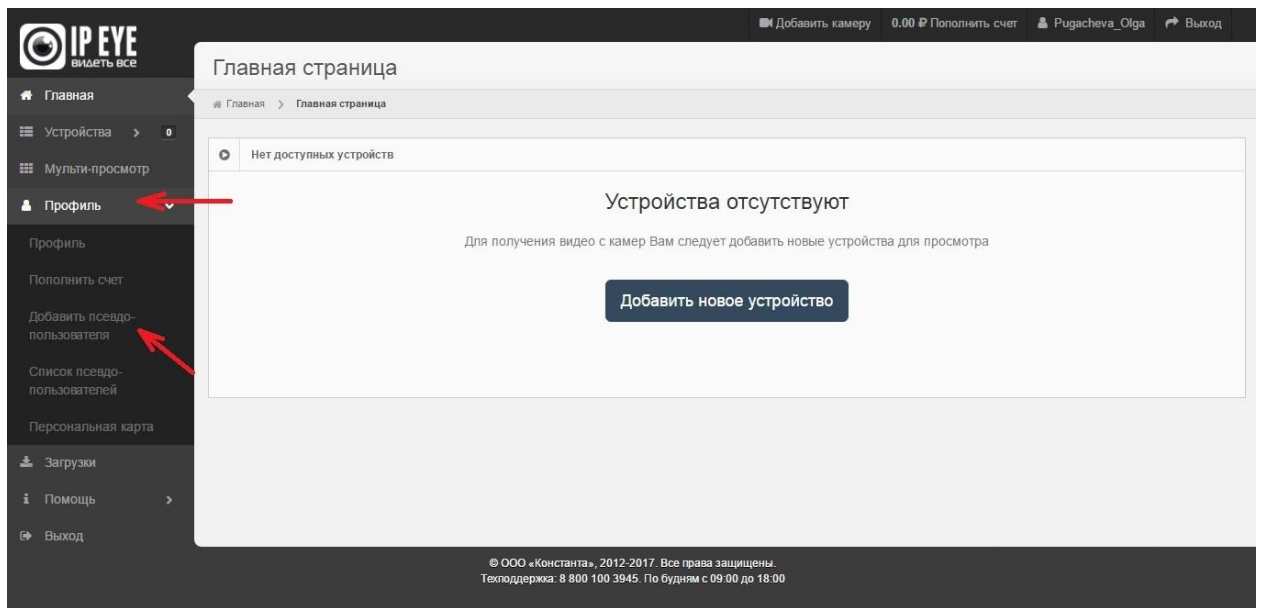 IP EYE
видеть все
Добавить камеру
0.00 ₽ Пополнить счет
Pugacheva_Olga
Выход
Главная страница
Главная > Главная страница
Главная
Устройства > 0
Мульти-просмотр
Профиль
Профиль
Пополнить счет
Добавить псевдо-
пользователя
Список псевдо-
пользователей
Персональная карта
Загрузки
Помощь >
Выход
Нет доступных устройств
Устройства отсутствуют
Для получения видео с камер Вам следует добавить новые устройства для просмотра
Добавить новое устройство
© ООО «Константа», 2012-2017. Все права защищены.
Техподдержка: 8 800 100 3945. По будням с 09:00 до 18:00